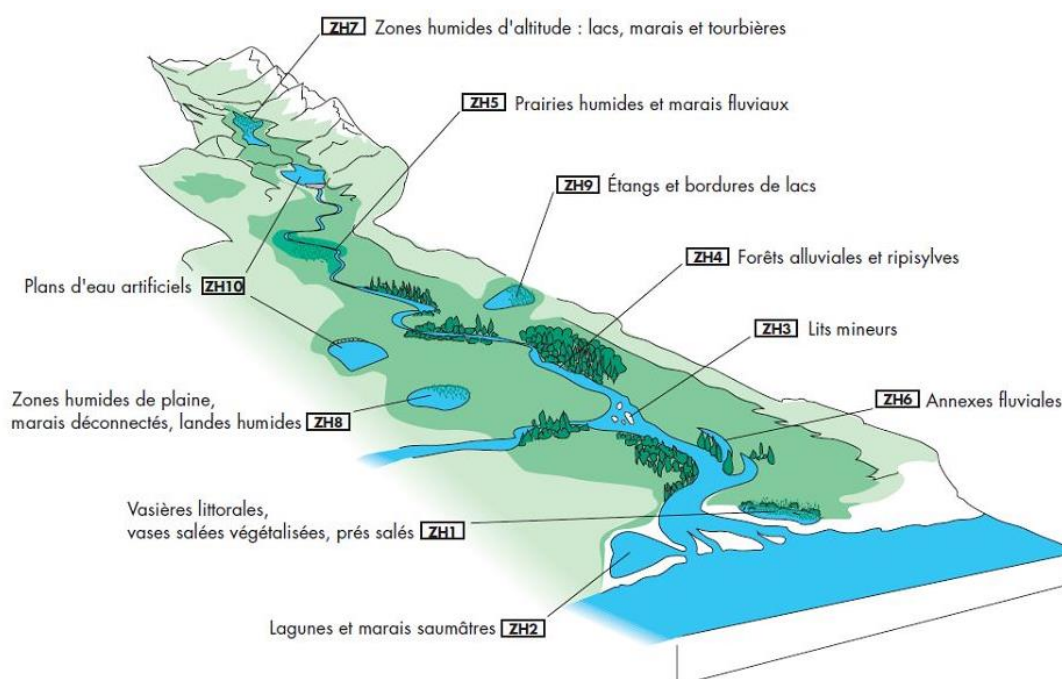 ZH7 Zones humides d'altitude : lacs, marais et tourbières
ZH5 Prairies humides et marais fluviaux
ZH9 Étangs et bordures de lacs
ZH4 Forêts alluviales et ripisylves
Plans d'eau artificiels ZH10
ZH3 Lits mineurs
Zones humides de plaine,
marais déconnectés, landes humides ZH8
ZH6 Annexes fluviales
Vasières littorales,
vases salées végétalisées, prés salés ZH1
Lagunes et marais saumâtres ZH2